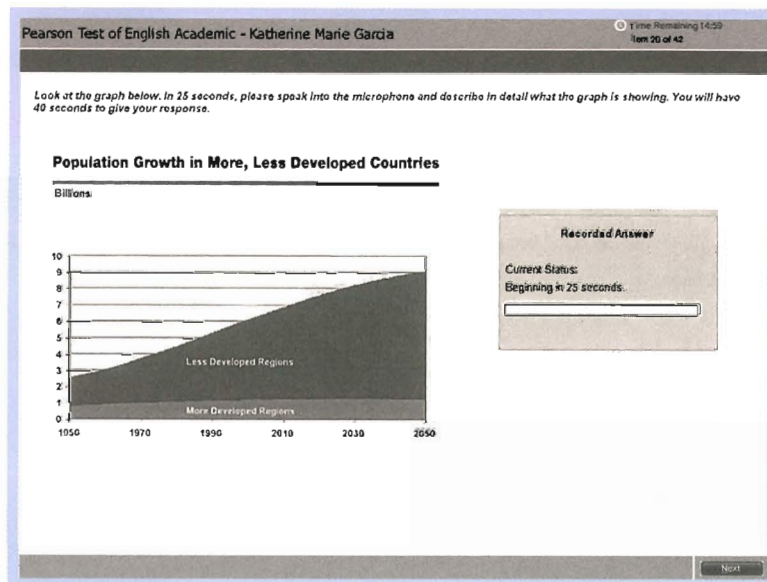 Pearson Test of English Academic - Katherine Marie Garcia
Time Remaining 14:59
Item 20 of 42
Look at the graph below. In 25 seconds, please speak into the microphone and describe in detail what the graph is showing. You will have
40 seconds to give your response.
Population Growth in More, Less Developed Countries
Billions
Recorded Answer
Current Status:
Beginning in 25 seconds.
10
9
8
7
6
5
4
3
2
1
0
Less Developed Regions
More Developed Regions
1950 1970 1990 2010 2030 2050
Next